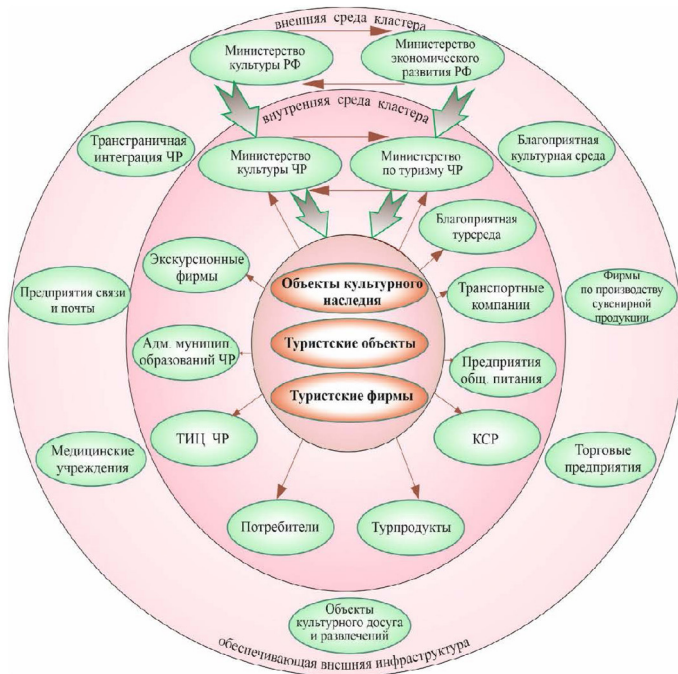 внешняя среда кластера
Министерство
культуры РФ
Министерство
экономического
развития РФ
внутренняя среда кластера
Трансграничная
интеграция ЧР
Министерство
культуры ЧР
Министерство
по туризму ЧР
Благоприятная
культурная среда
Благоприятная
турсреда
Экскурсионные
фирмы
Объекты культурного
наследия
Транспортные
компании
Предприятия связи
и почты
Фирмы
по производству
сувенирной
продукции
Туристские объекты
Адм. муницип.
образований ЧР
Предприятия
общ. питания
Туристские фирмы
ТИЦ ЧР
КСР
Медицинские
учреждения
Торговые
предприятия
Потребители
Турпродукты
Объекты
культурного досуга
и развлечений
обеспечивающая внешняя инфраструктура